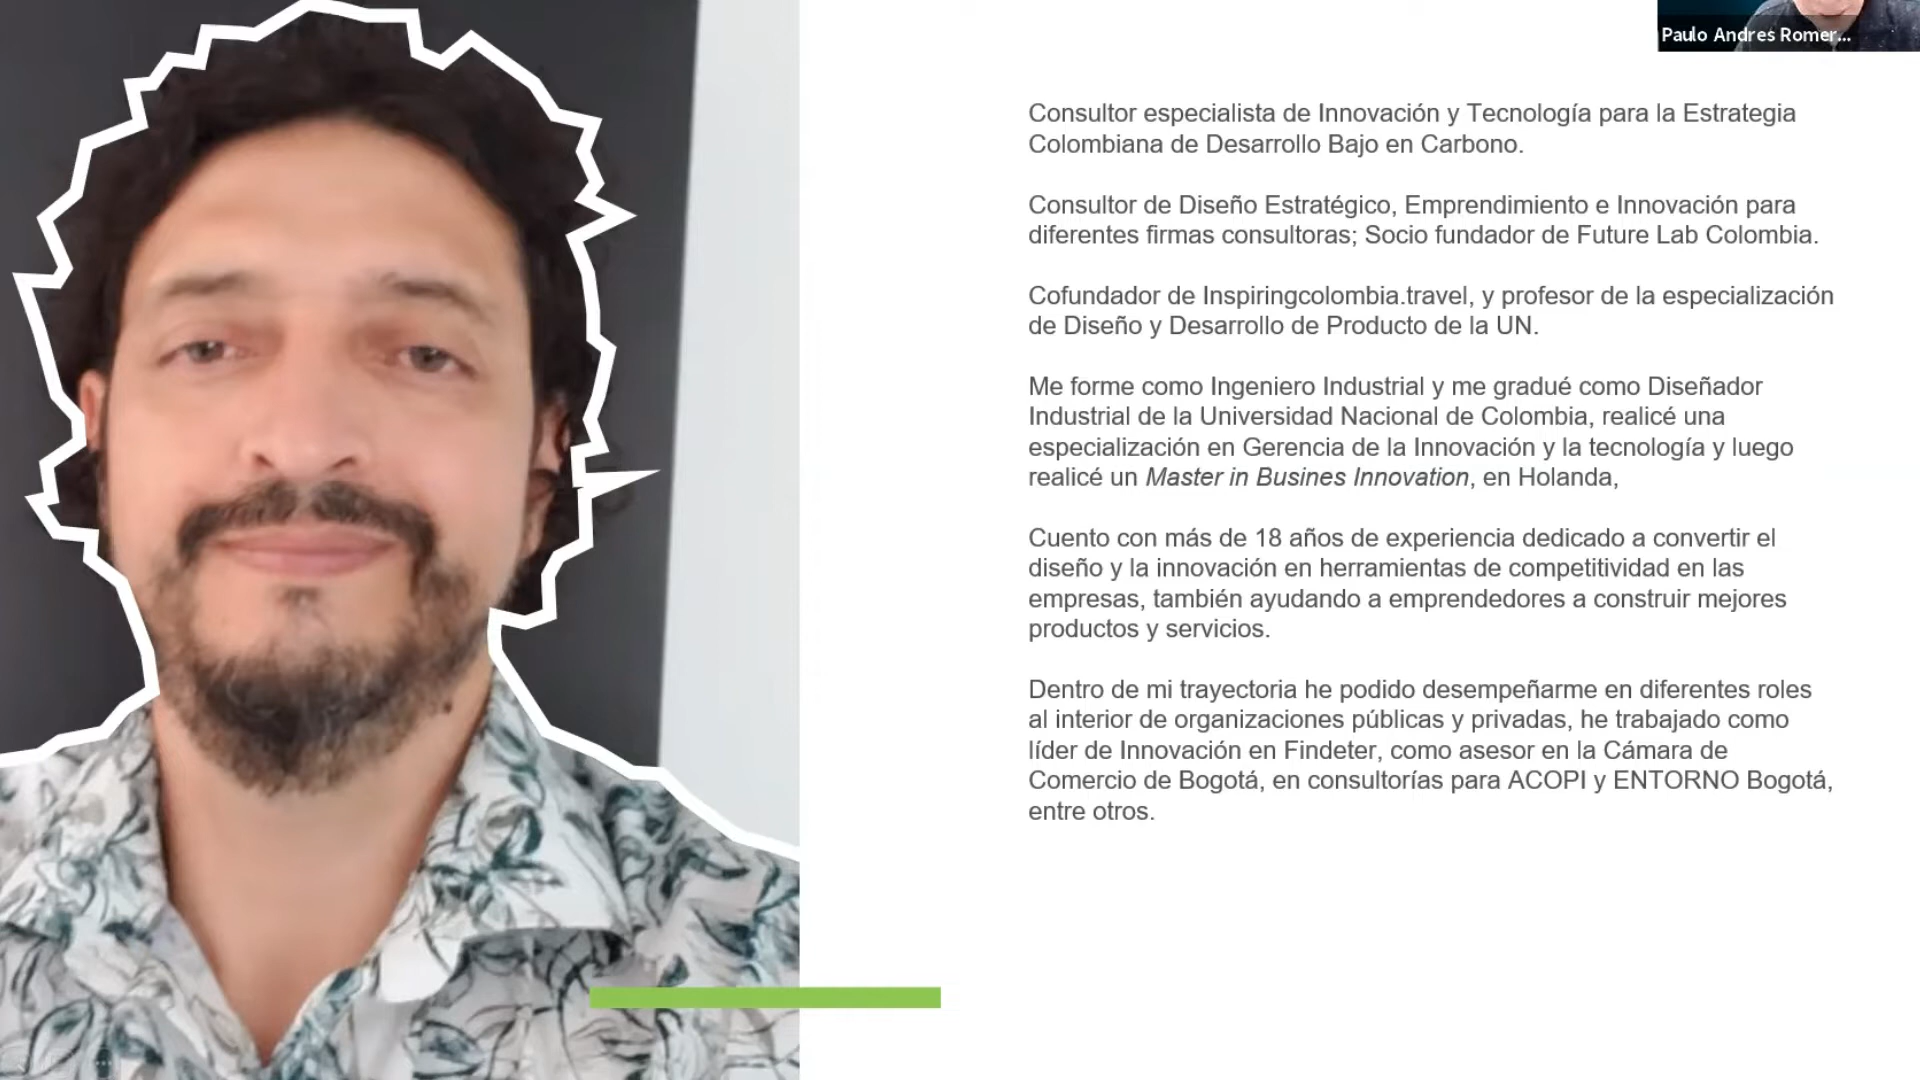 Paulo Andres Romer...
Consultor especialista de Innovación y Tecnología para la Estrategia
Colombiana de Desarrollo Bajo en Carbono.
Consultor de Diseño Estratégico, Emprendimiento e Innovación para
diferentes firmas consultoras; Socio fundador de Future Lab Colombia.
Cofundador de Inspiringcolombia.travel, y profesor de la especialización
de Diseño y Desarrollo de Producto de la UN.
Me forme como Ingeniero Industrial y me gradué como Diseñador
Industrial de la Universidad Nacional de Colombia, realicé una
especialización en Gerencia de la Innovación y la tecnología y luego
realicé un Master in Busines Innovation, en Holanda,
Cuento con más de 18 años de experiencia dedicado a convertir el
diseño y la innovación en herramientas de competitividad en las
empresas, también ayudando a emprendedores a construir mejores
productos y servicios.
Dentro de mi trayectoria he podido desempeñarme en diferentes roles
al interior de organizaciones públicas y privadas, he trabajado como
líder de Innovación en Findeter, como asesor en la Cámara de
Comercio de Bogotá, en consultorías para ACOPI y ENTORNO Bogotá,
entre otros.